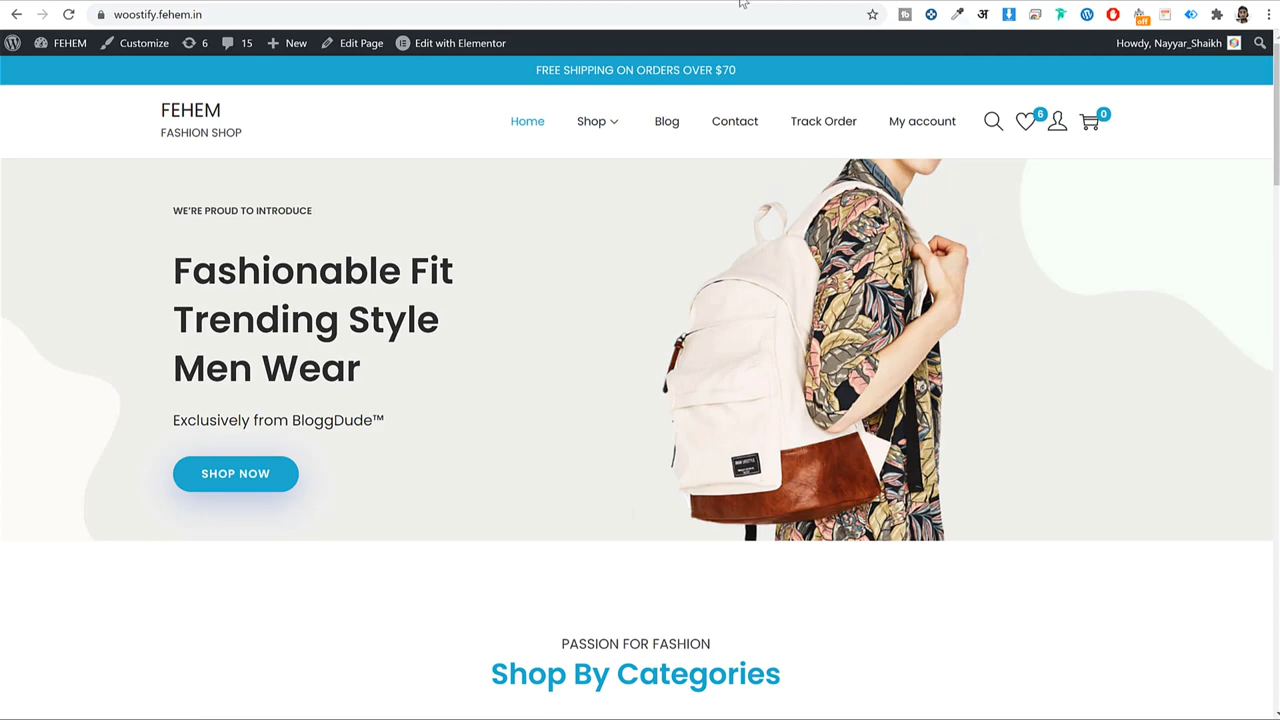 woostify.fehem.in
FEHEM Customize 6 15 New Edit Page Edit with Elementor Howdy, Nayyar_Shaikh
FREE SHIPPING ON ORDERS OVER $70
FEHEM
FASHION SHOP
Home Shop Blog Contact Track Order My account 6 0
WE'RE PROUD TO INTRODUCE
Fashionable Fit
Trending Style
Men Wear
Exclusively from BloggDude™
SHOP NOW
PASSION FOR FASHION
Shop By Categories